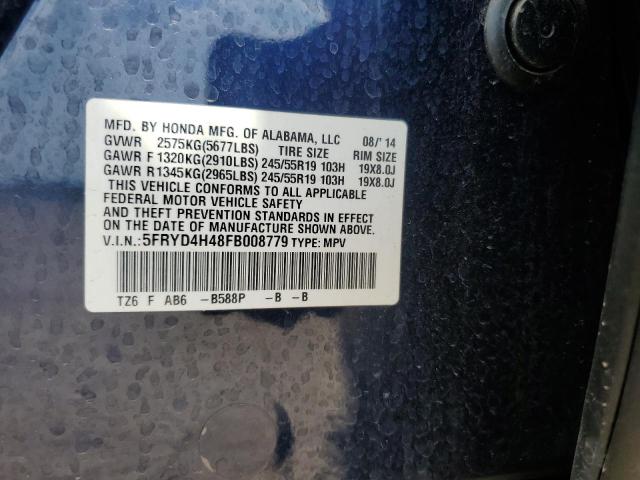 MFD. BY HONDA MFG. OF ALABAMA, LLC 08/'14
GVWR 2575KG(5677LBS) TIRE SIZE RIM SIZE
GAWR F 1320KG(2910LBS) 245/55R19 103H 19X8.0J
GAWR R 1345KG(2965LBS) 245/55R19 103H 19X8.0J
THIS VEHICLE CONFORMS TO ALL APPLICABLE
FEDERAL MOTOR VEHICLE SAFETY
AND THEFT PREVENTION STANDARDS IN EFFECT
ON THE DATE OF MANUFACTURE SHOWN ABOVE.
V.I.N.: 5FRYD4H48FB008779 TYPE: MPV
TZ6 F AB6 -B588P -B -B